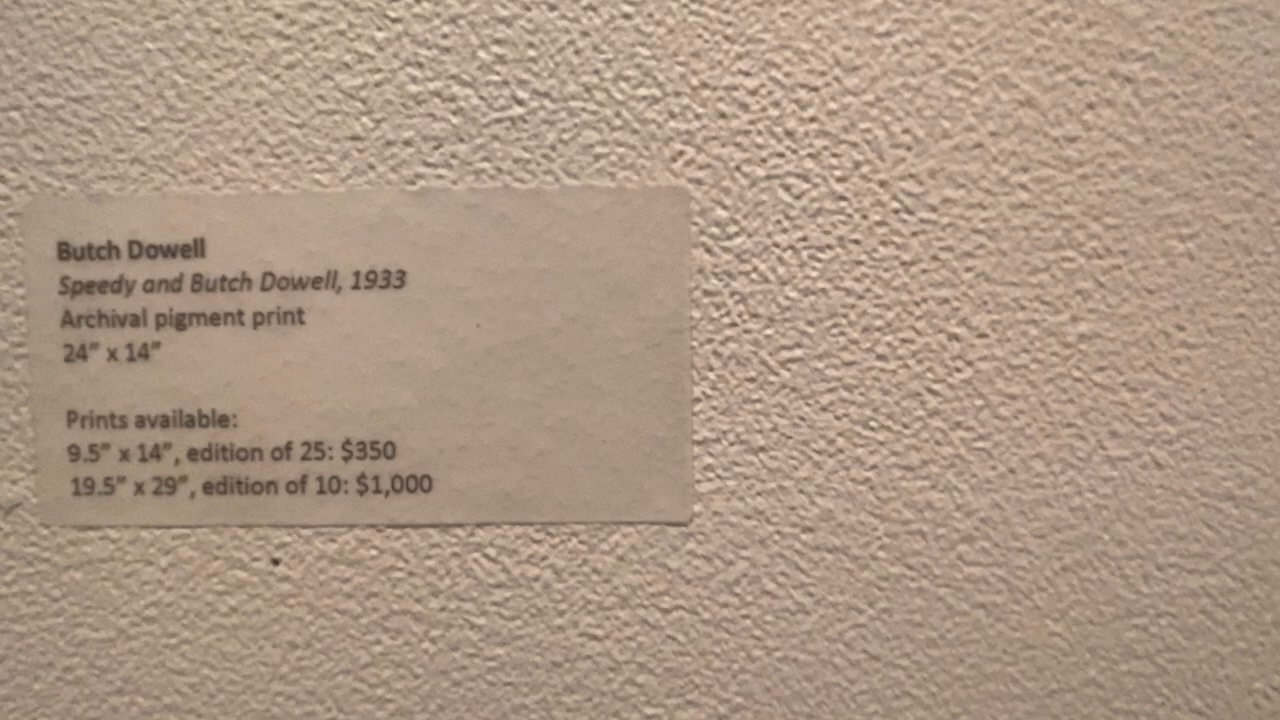 Butch Dowell
Speedy and Butch Dowell, 1933
Archival pigment print
24” x 14”
Prints available:
9.5” x 14”, edition of 25: $350
19.5” x 29”, edition of 10: $1,000